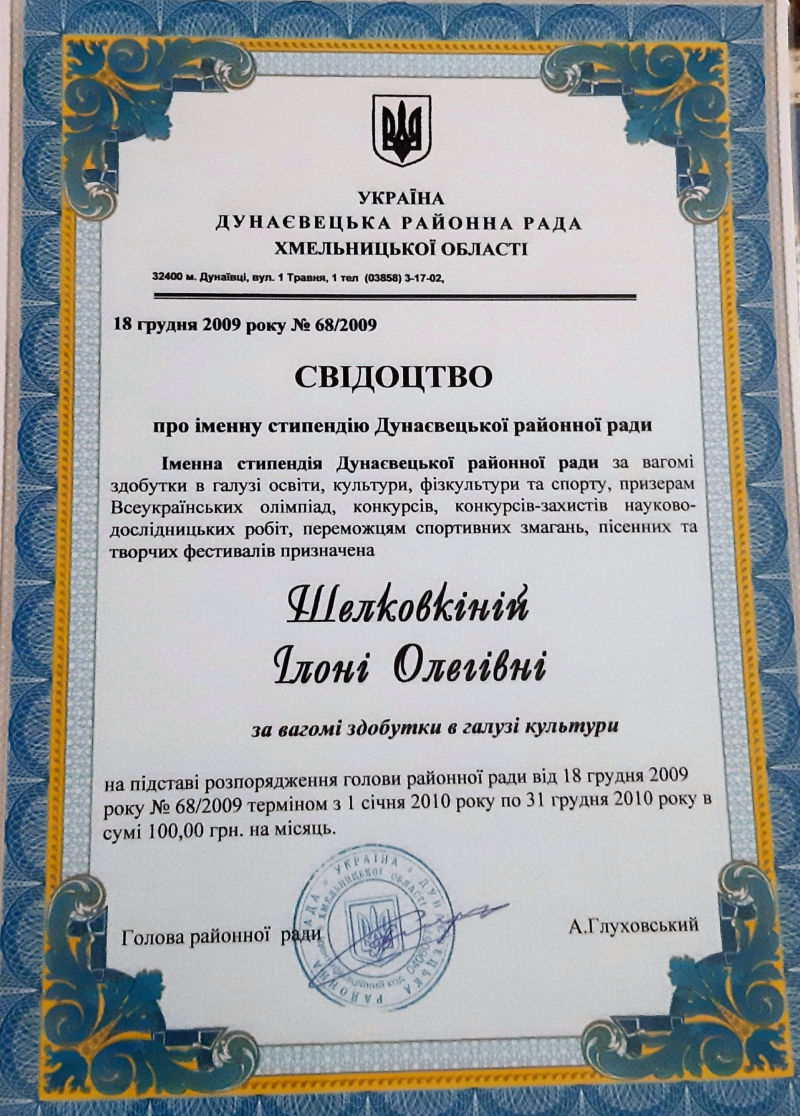 УКРАЇНА
ДУНАЄВЕЦЬКА РАЙОННА РАДА
ХМЕЛЬНИЦЬКОЇ ОБЛАСТІ
32400 м. Дунаївці, вул. 1 Травня, 1 тел (03858) 3-17-02,
18 грудня 2009 року № 68/2009
СВІДОЦТВО
про іменну стипендію Дунаєвецької районної ради
Іменна стипендія Дунаєвецької районної ради за вагомі
здобутки в галузі освіти, культури, фізкультури та спорту, призерам
Всеукраїнських олімпіад, конкурсів, конкурсів-захистів науково-
дослідницьких робіт, переможцям спортивних змагань, пісенних та
творчих фестивалів призначена
Шелковкіній
Ілоні Олегівні
за вагомі здобутки в галузі культури
на підставі розпорядження голови районної ради від 18 грудня 2009
року № 68/2009 терміном з 1 січня 2010 року по 31 грудня 2010 року в
сумі 100,00 грн. на місяць.
УКРАЇНА * ДУНАЄВЕЦЬКА РАЙОННА РАДА
ХМЕЛЬНИЦЬКОЇ ОБЛАСТІ
Голова районної ради
А.Глуховський